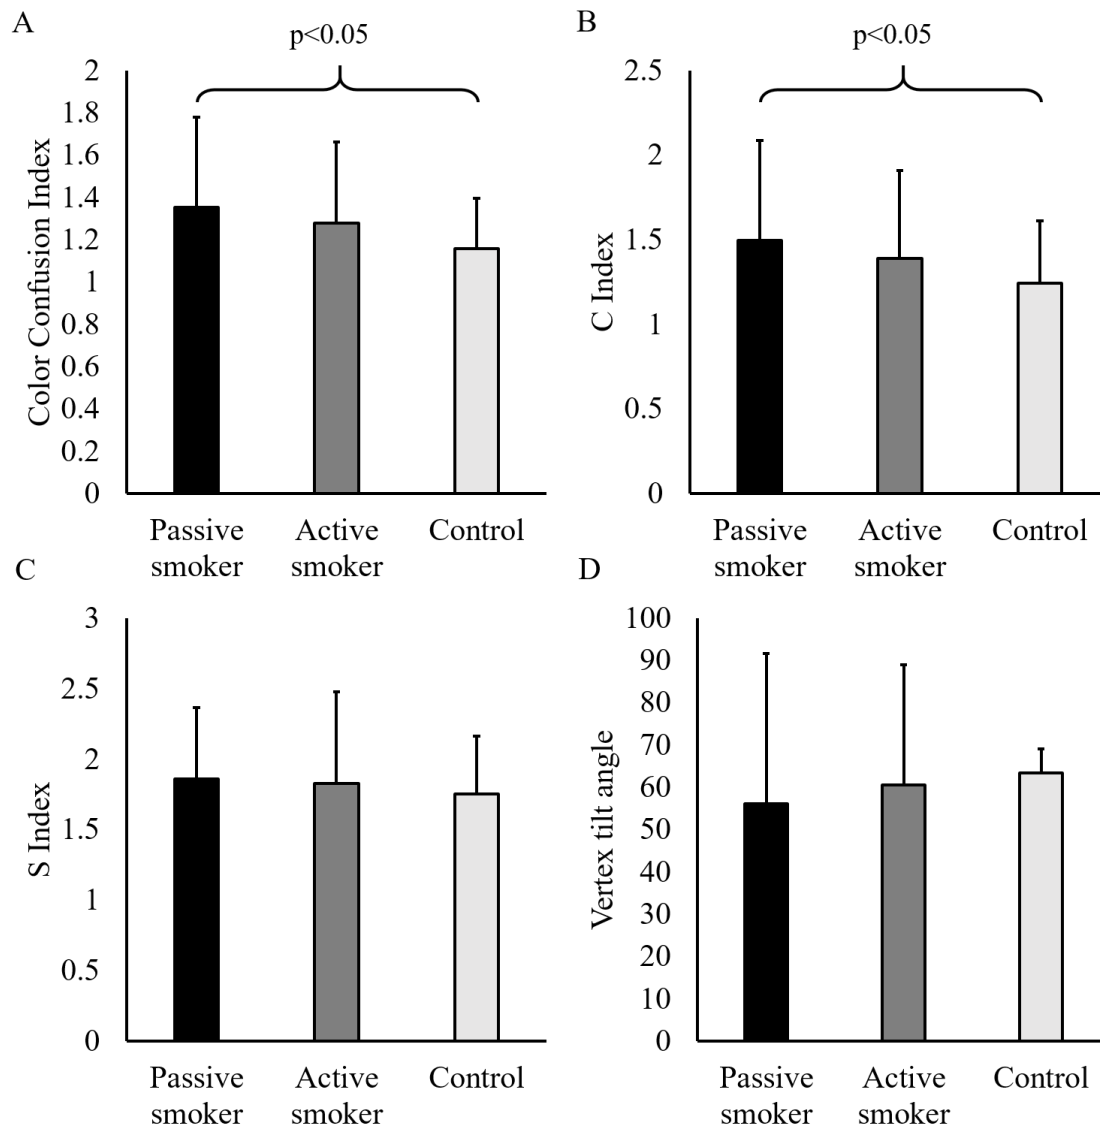 A
p<0.05
Color Confusion Index
2
1.8
1.6
1.4
1.2
1
0.8
0.6
0.4
0.2
0
Passive
smoker
Active
smoker
Control
B
p<0.05
C Index
2.5
2
1.5
1
0.5
0
Passive
smoker
Active
smoker
Control
C
S Index
3
2.5
2
1.5
1
0.5
0
Passive
smoker
Active
smoker
Control
D
Vertex tilt angle
100
90
80
70
60
50
40
30
20
10
0
Passive
smoker
Active
smoker
Control